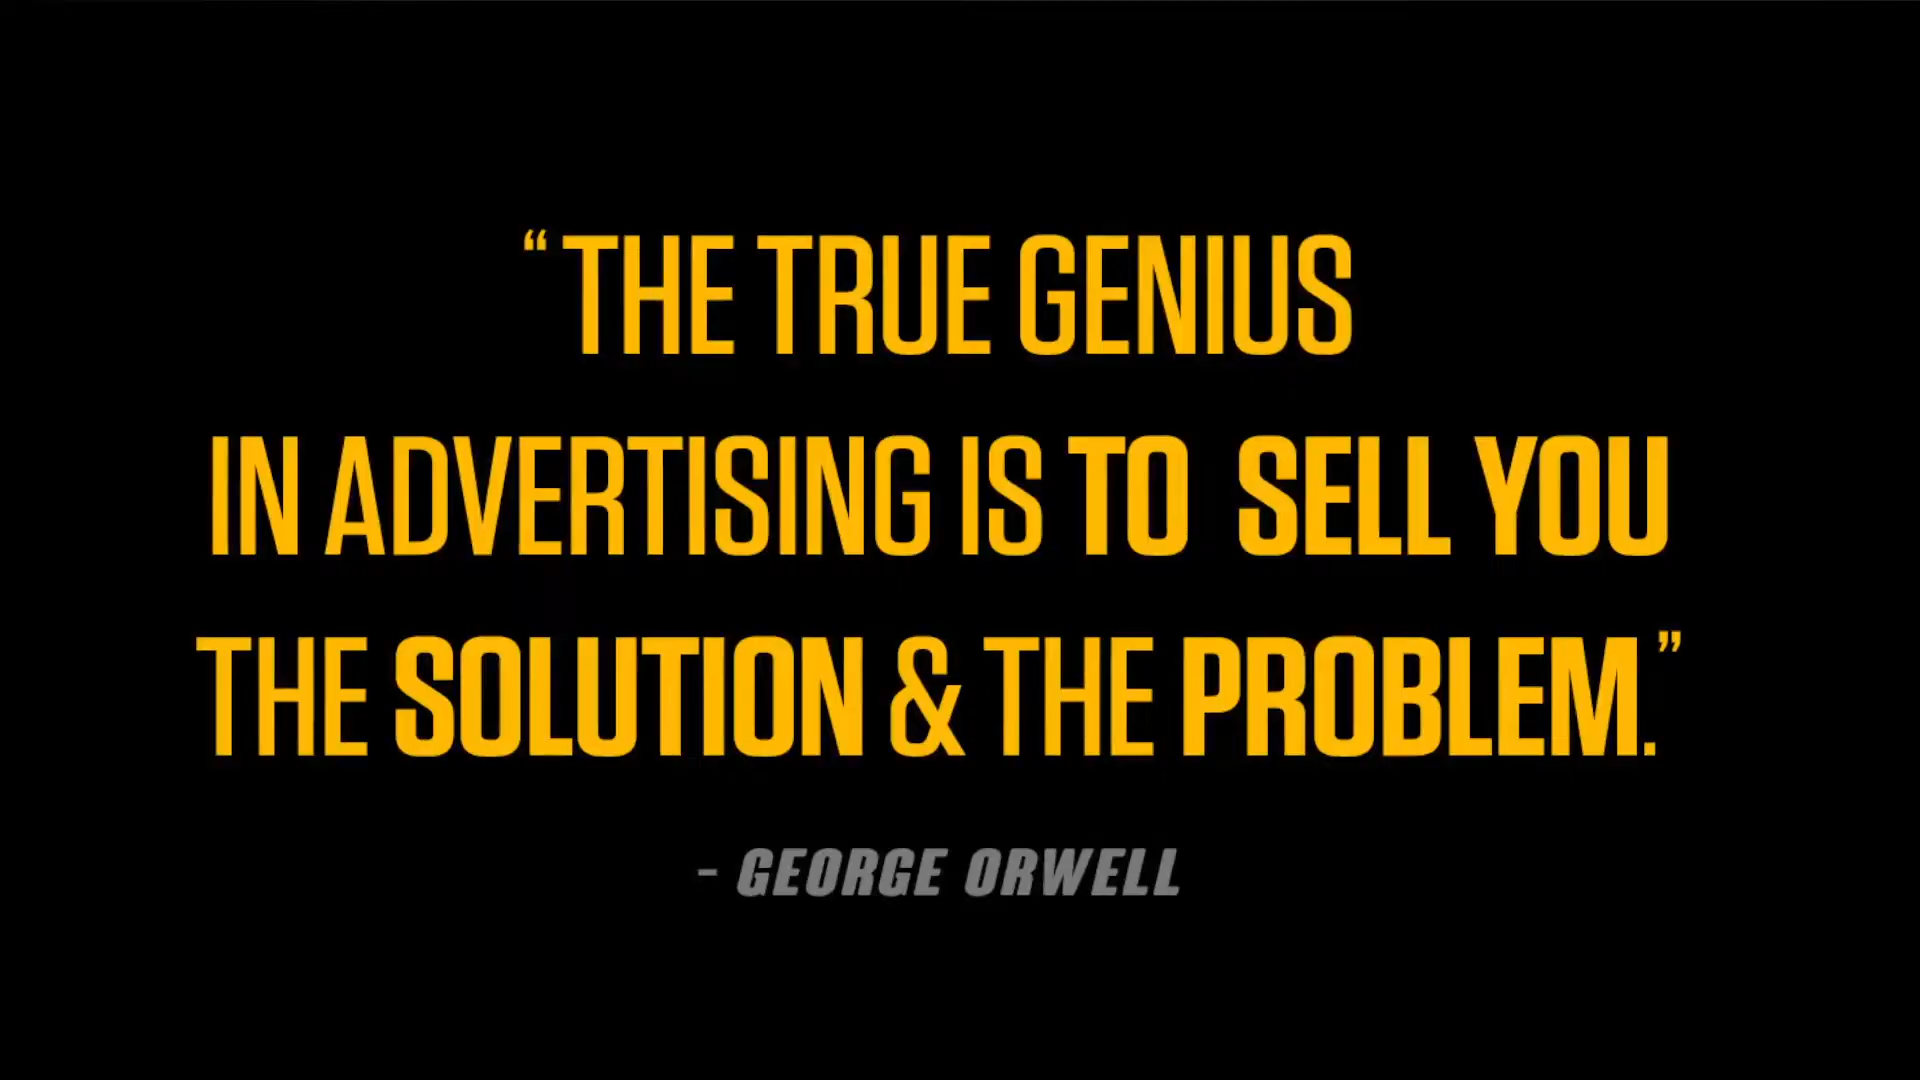 “THE TRUE GENIUS
IN ADVERTISING IS TO SELL YOU
THE SOLUTION & THE PROBLEM.”
- GEORGE ORWELL